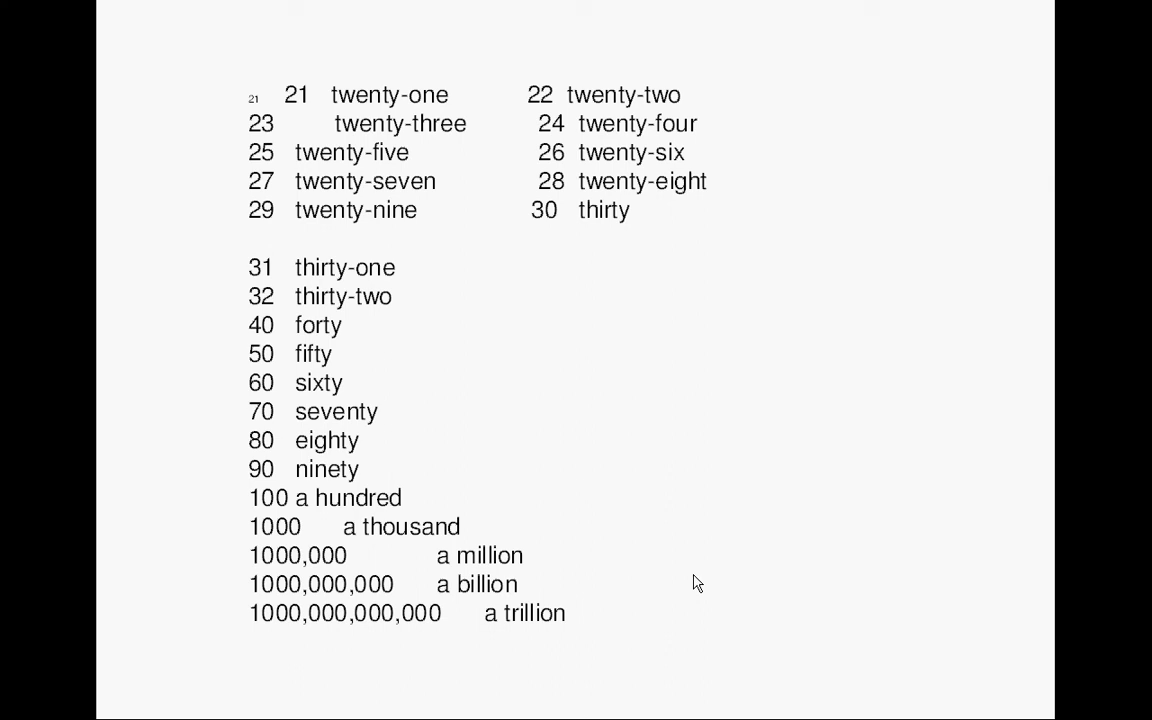 21 21 twenty-one 22 twenty-two
23 twenty-three 24 twenty-four
25 twenty-five 26 twenty-six
27 twenty-seven 28 twenty-eight
29 twenty-nine 30 thirty
31 thirty-one
32 thirty-two
40 forty
50 fifty
60 sixty
70 seventy
80 eighty
90 ninety
100 a hundred
1000 a thousand
1000,000 a million
1000,000,000 a billion
1000,000,000,000 a trillion